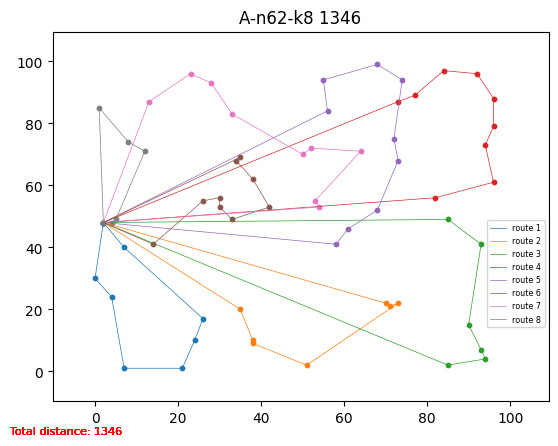 A-n62-k8 1346
100
80
60
40
20
0
0 20 40 60 80 100
route 1
route 2
route 3
route 4
route 5
route 6
route 7
route 8
Total distance: 1346